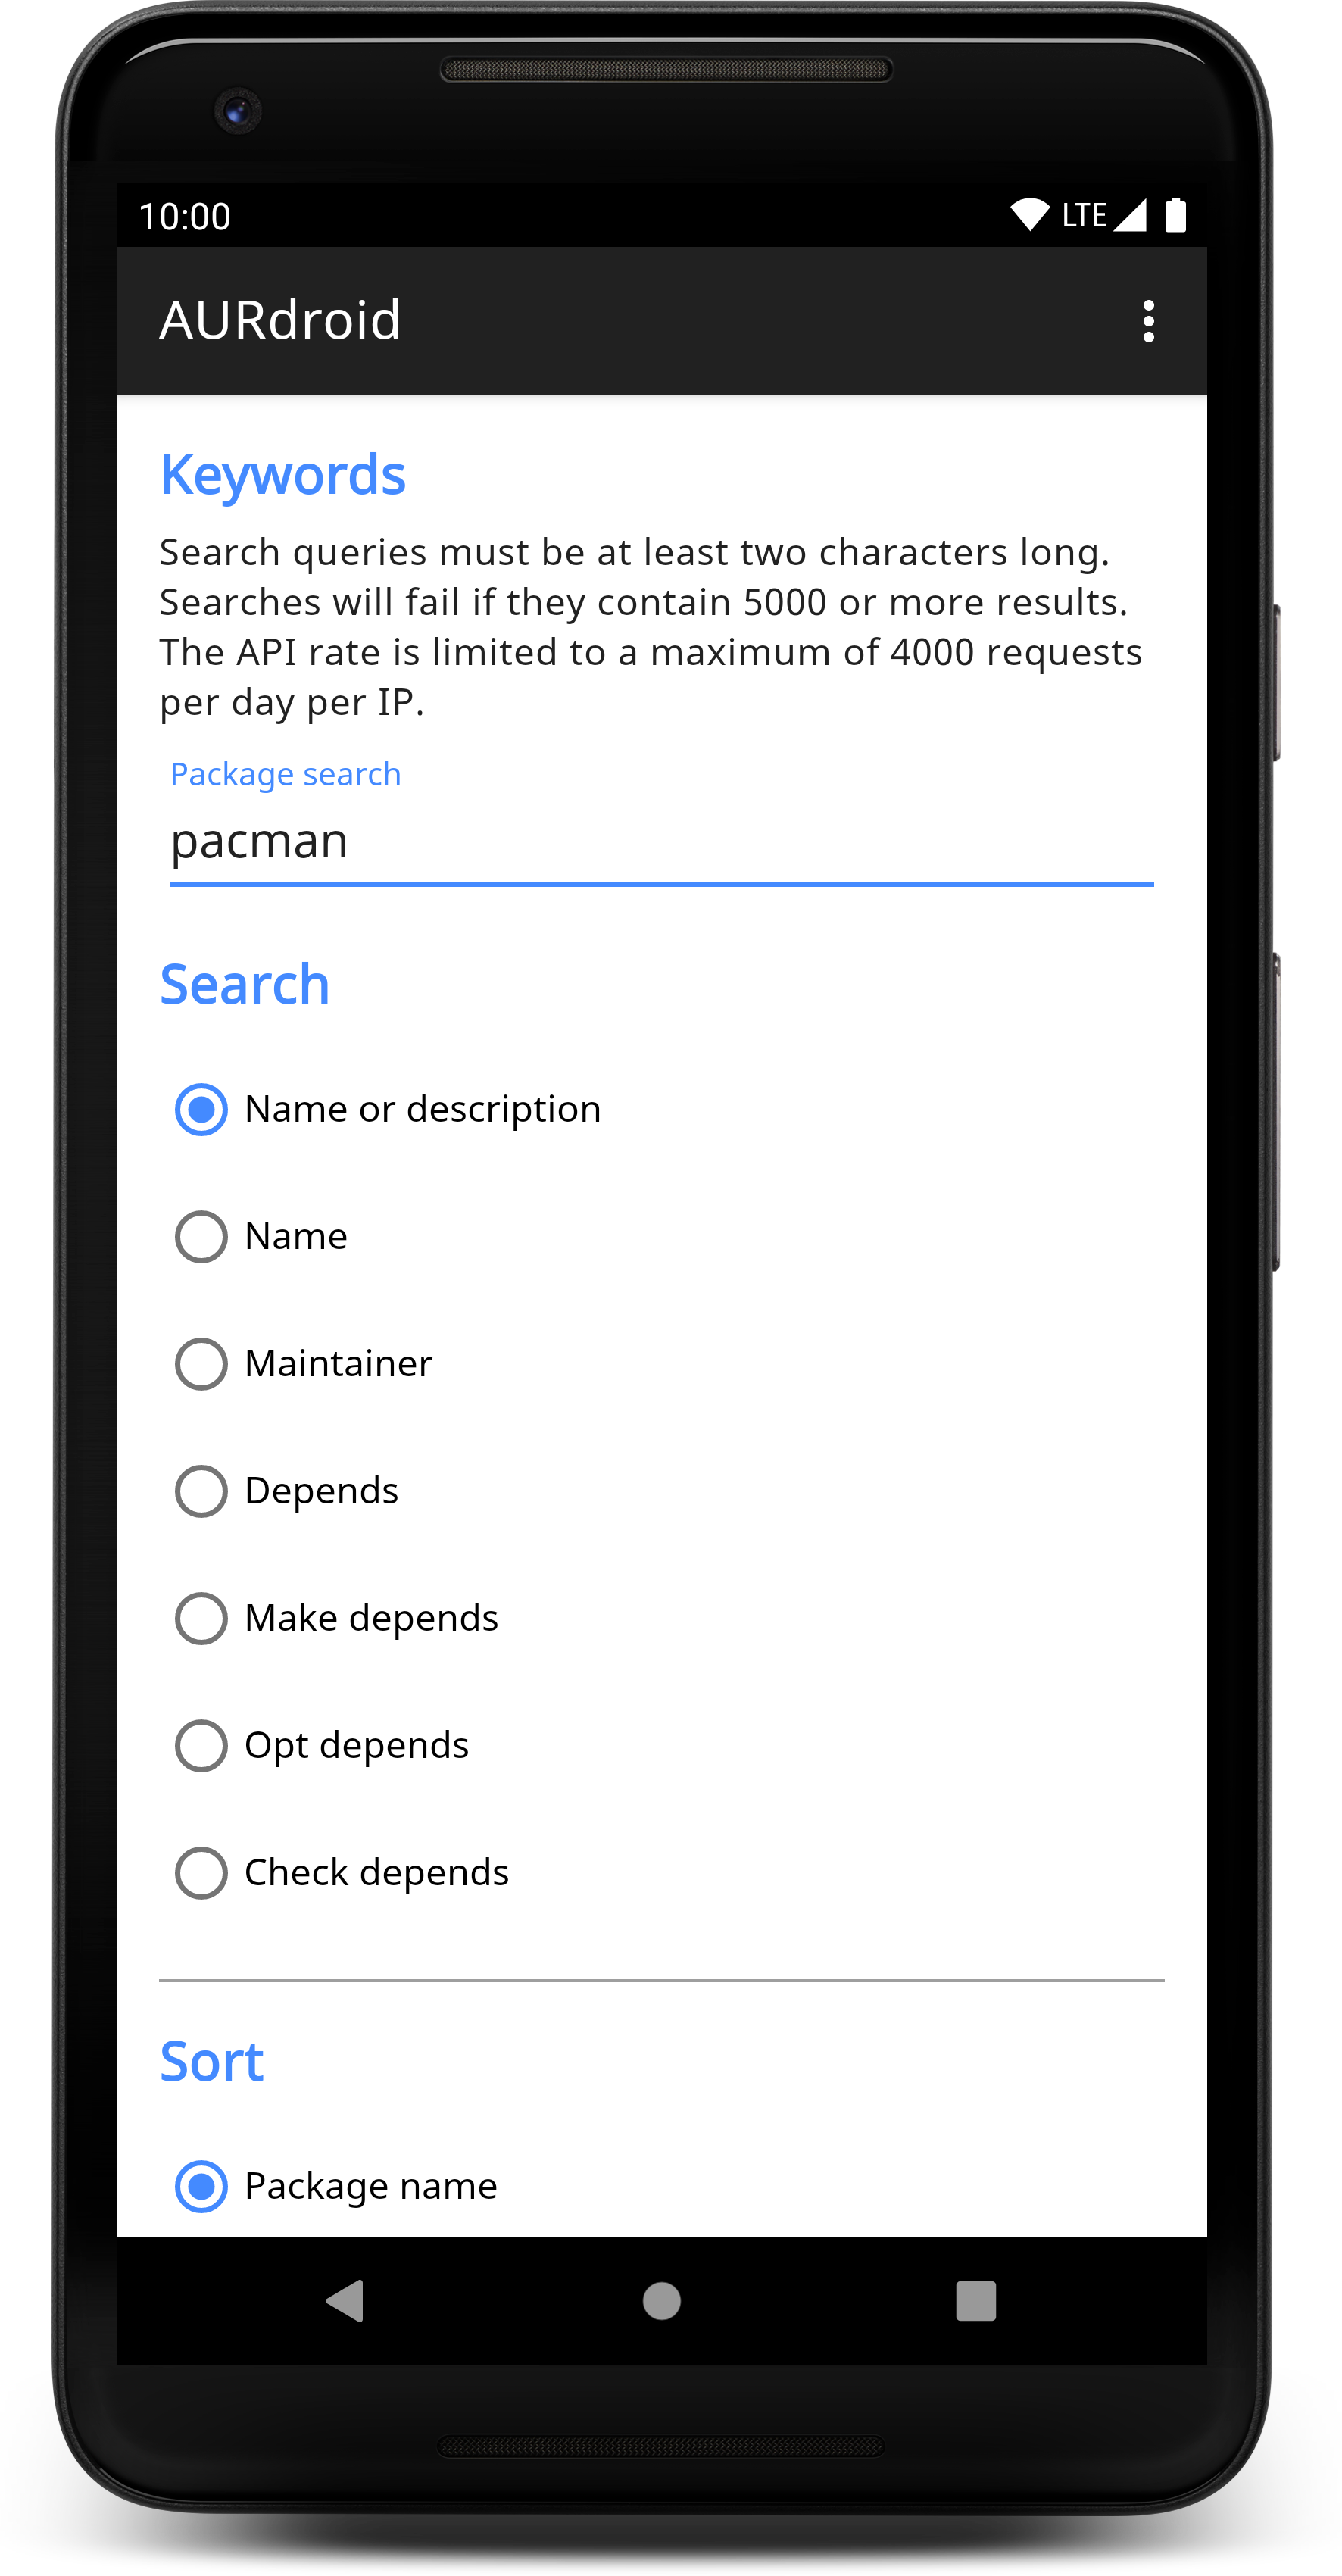 10:00 LTE
AURdroid
Keywords
Search queries must be at least two characters long.
Searches will fail if they contain 5000 or more results.
The API rate is limited to a maximum of 4000 requests
per day per IP.
Package search
pacman
Search
Name or description
Name
Maintainer
Depends
Make depends
Opt depends
Check depends
Sort
Package name